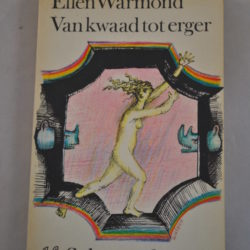 Ellen Warmond
Van kwaad tot erger